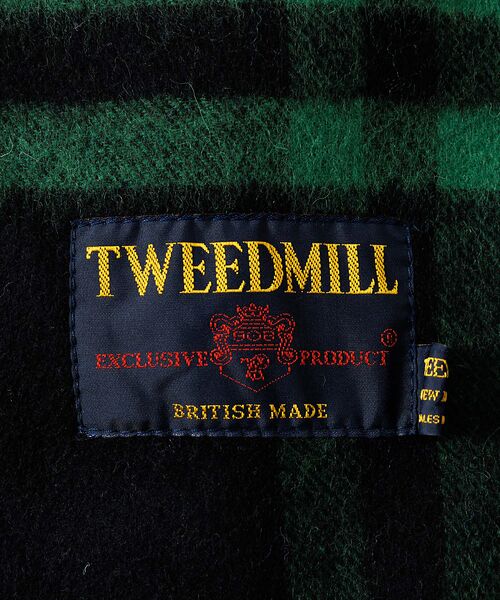 TWEEDMILL
EXCLUSIVE PRODUCT ®
BRITISH MADE